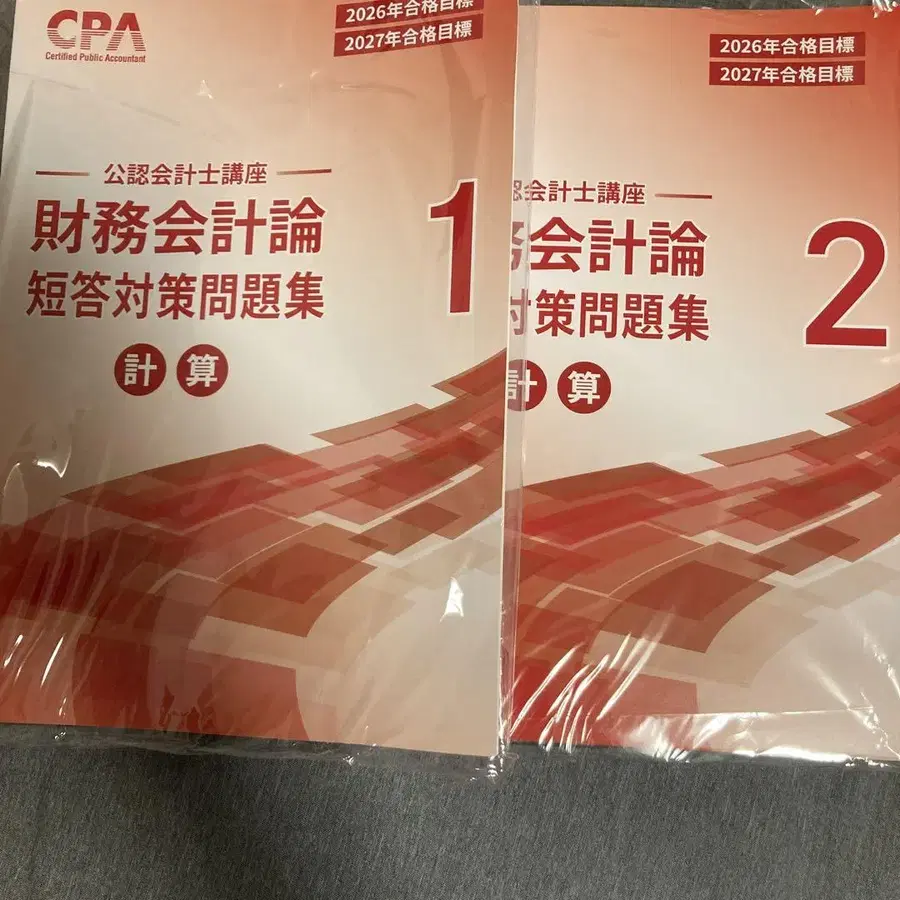 CPA
Certified Public Accountant
2026年合格目標
2027年合格目標
公認会計士講座
財務会計論
短答対策問題集
1
計算
2026年合格目標
2027年合格目標
認会計士講座
務会計論
対策問題集
2
計算